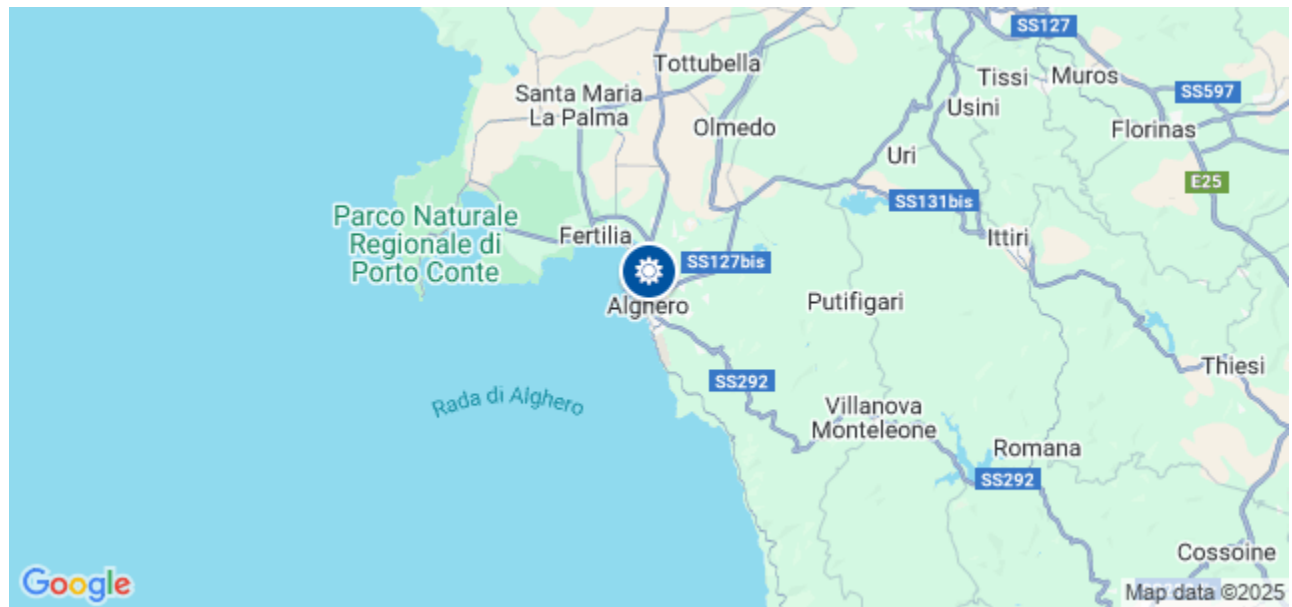 SS127
Tottubella
Tissi
Muros
Santa Maria
La Palma
SS597
Usini
Olmedo
Florinas
Uri
E25
SS131bis
Parco Naturale
Regionale di
Porto Conte
Fertilia
Ittiri
SS127bis
Alghero
Putifigari
Thiesi
SS292
Rada di Alghero
Villanova
Monteleone
Romana
SS292
Cossoine
Google
Map data ©2025